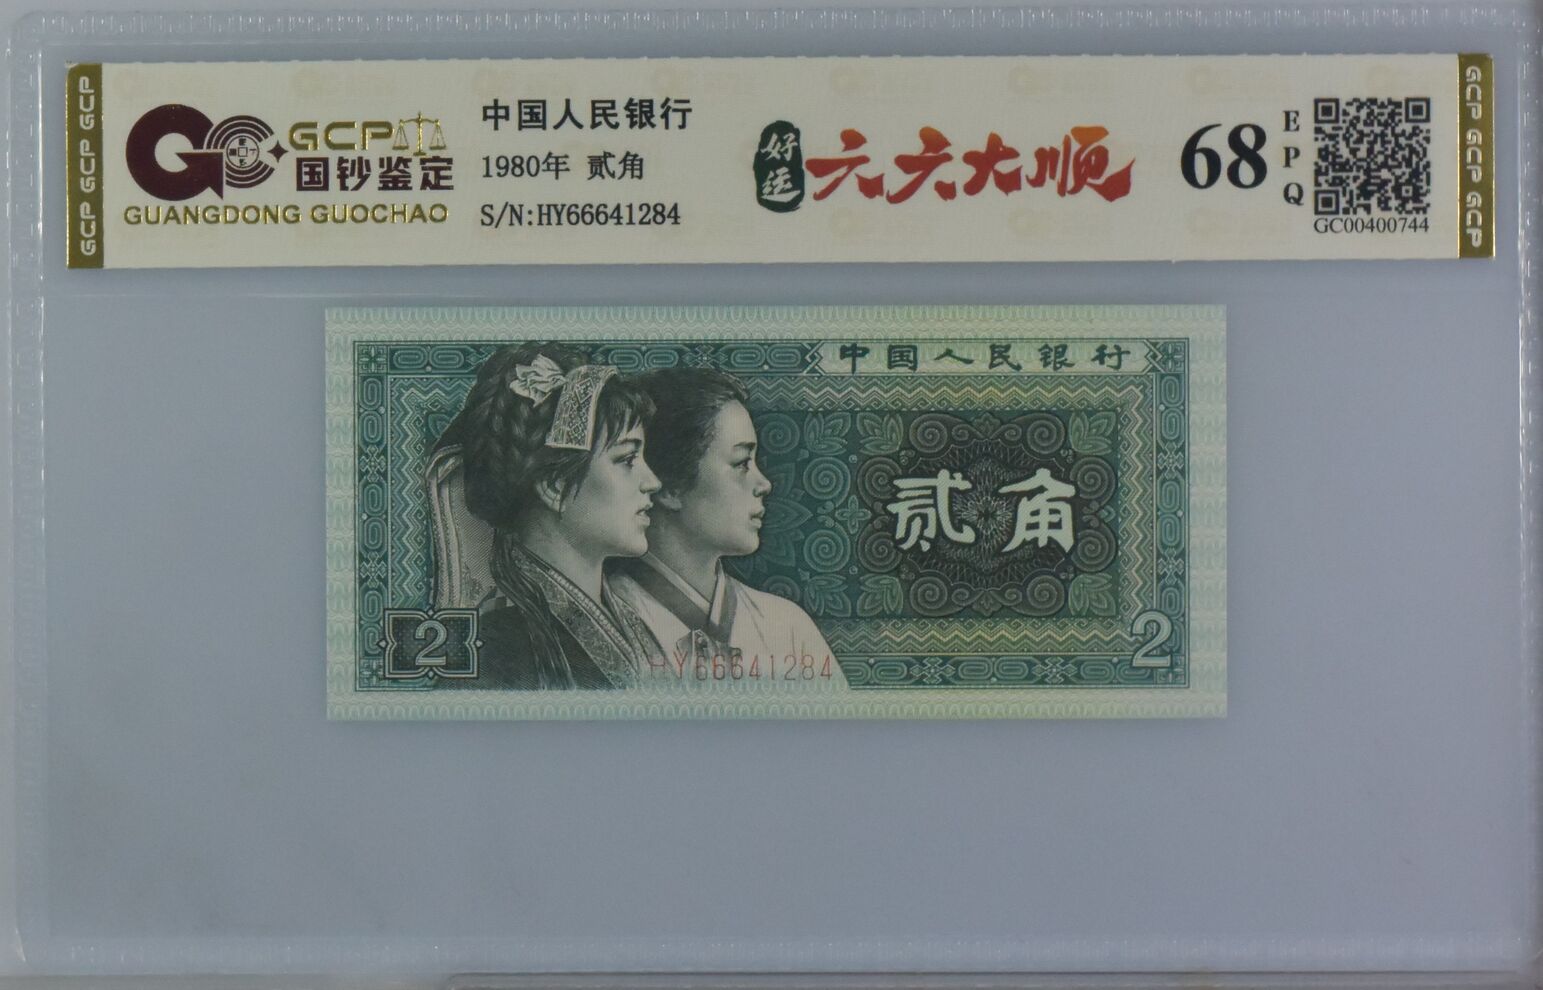 GCP GCP GCP
GCP
国钞鉴定
GUANGDONG GUOCHAO
中国人民银行
1980年 贰角
S/N:HY66641284
好运
六六大顺
68
EPQ
GC00400744
GCP GCP GCP
中国人民银行
贰角
2
2
HY66641284